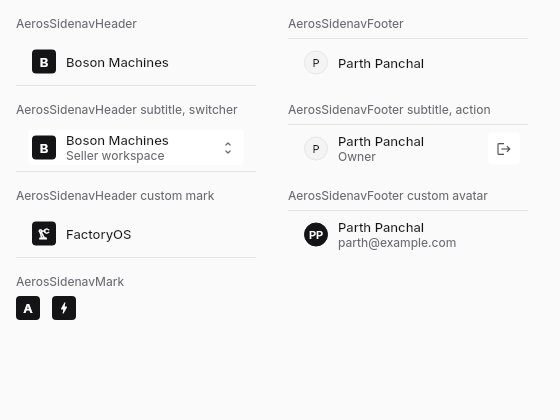 AerosSidenavHeader
B Boson Machines
AerosSidenavHeader subtitle, switcher
B Boson Machines
Seller workspace
AerosSidenavHeader custom mark
FactoryOS
AerosSidenavMark
A
AerosSidenavFooter
P Parth Panchal
AerosSidenavFooter subtitle, action
P Parth Panchal
Owner
AerosSidenavFooter custom avatar
PP Parth Panchal
parth@example.com